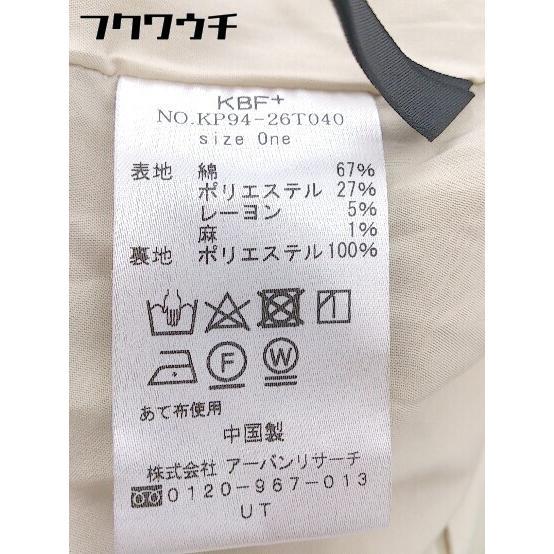 フクワウチ
KBF+
NO.KP94-26T040
size One
表地 綿 67%
ポリエステル 27%
レーヨン 5%
麻 1%
裏地 ポリエステル 100%
F W
あて布使用
中国製
株式会社 アーバンリサーチ
0120-967-013
UT